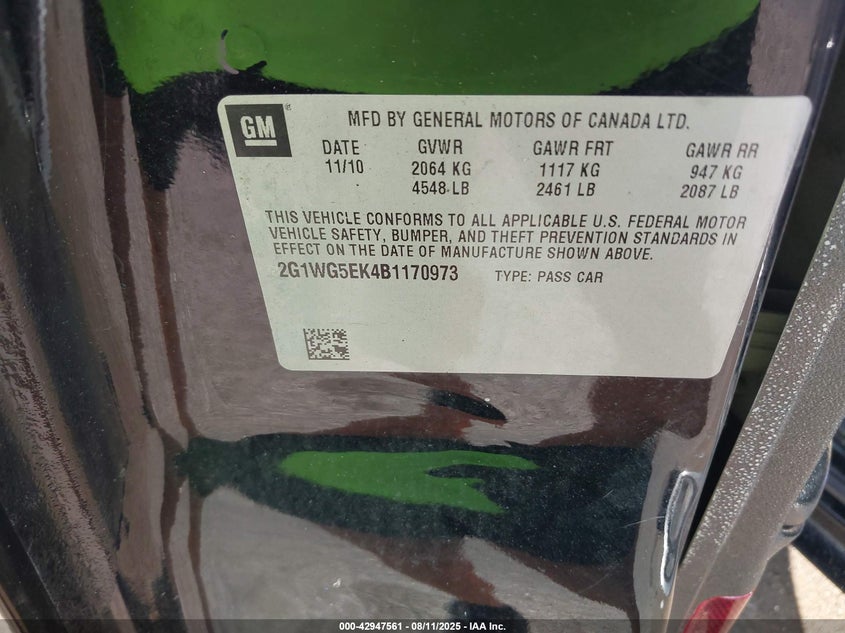 GM ®
MFD BY GENERAL MOTORS OF CANADA LTD.
DATE GVWR GAWR FRT GAWR RR
11/10 2064 KG 1117 KG 947 KG
4548 LB 2461 LB 2087 LB
THIS VEHICLE CONFORMS TO ALL APPLICABLE U.S. FEDERAL MOTOR
VEHICLE SAFETY, BUMPER, AND THEFT PREVENTION STANDARDS IN
EFFECT ON THE DATE OF MANUFACTURE SHOWN ABOVE.
2G1WG5EK4B1170973 TYPE: PASS CAR
000-42947561 - 08/11/2025 - IAA Inc.